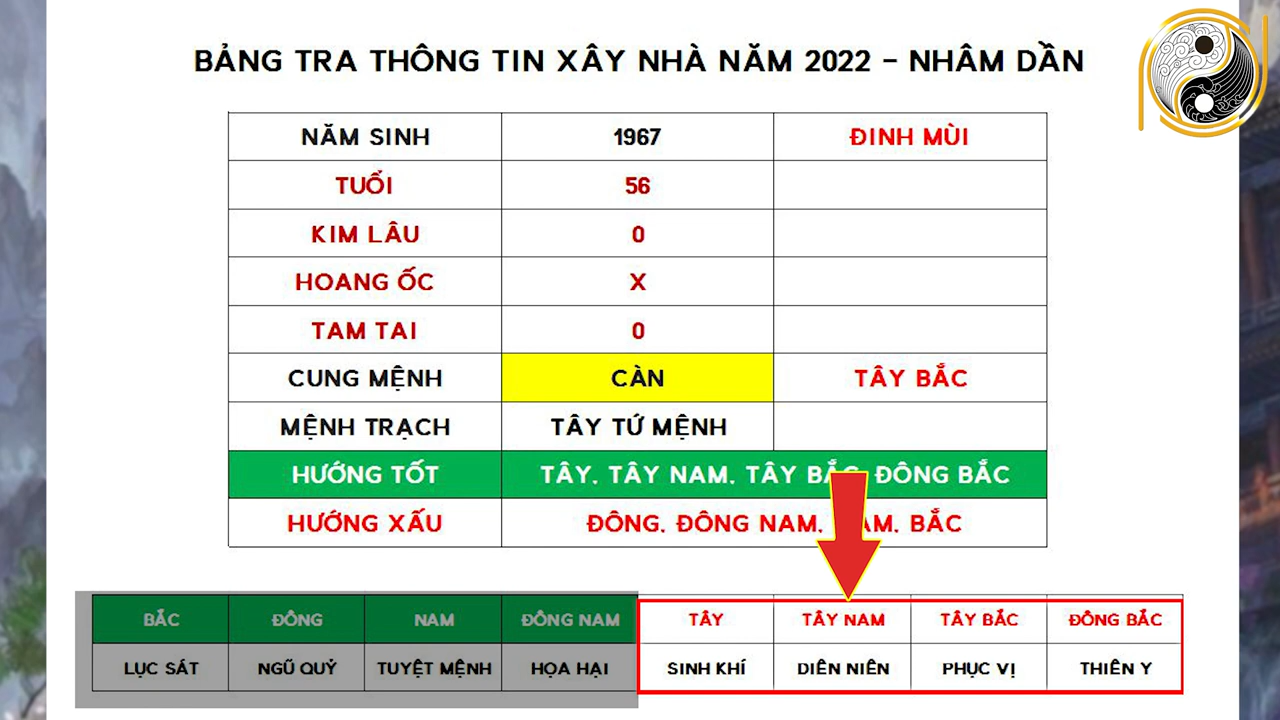 BẢNG TRA THÔNG TIN XÂY NHÀ NĂM 2022 - NHÂM DẦN
NĂM SINH 1967 ĐINH MÙI
TUỔI 56
KIM LÂU 0
HOANG ỐC X
TAM TAI 0
CUNG MỆNH CÀN TÂY BẮC
MỆNH TRẠCH TÂY TỨ MỆNH
HƯỚNG TỐT TÂY, TÂY NAM, TÂY ĐÔNG BẮC
HƯỚNG XẤU ĐÔNG, ĐÔNG NAM, BẮC
BẮC ĐÔNG NAM ĐÔNG NAM TÂY TÂY NAM TÂY BẮC ĐÔNG BẮC
LỤC SÁT NGŨ QUỶ TUYỆT MỆNH HỌA HẠI SINH KHÍ DIÊN NIÊN PHỤC VỊ THIÊN Y